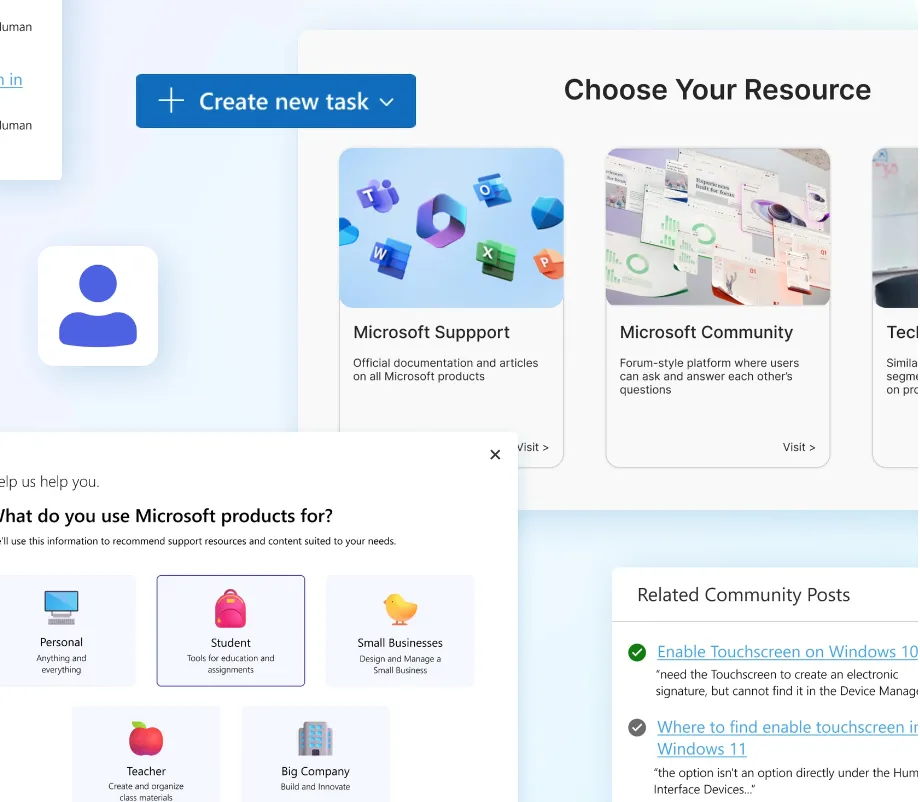 Human
n in
Human
Create new task
Choose Your Resource
T
O
W
X
P
Experiences
built for focus
Microsoft Suppport
Official documentation and articles
on all Microsoft products
Visit >
Microsoft Community
Forum-style platform where users
can ask and answer each other's
questions
Visit >
Tec
Simila
segme
on pro
elp us help you.
What do you use Microsoft products for?
e'll use this information to recommend support resources and content suited to your needs.
Personal
Anything and
everything
Student
Tools for education and
assignments
Small Businesses
Design and Manage a
Small Business
Teacher
Create and organize
class materials
Big Company
Build and Innovate
Related Community Posts
Enable Touchscreen on Windows 10
"need the Touchscreen to create an electronic
signature, but cannot find it in the Device Manage
Where to find enable touchscreen in
Windows 11
"the option isn't an option directly under the Hum
Interface Devices..."